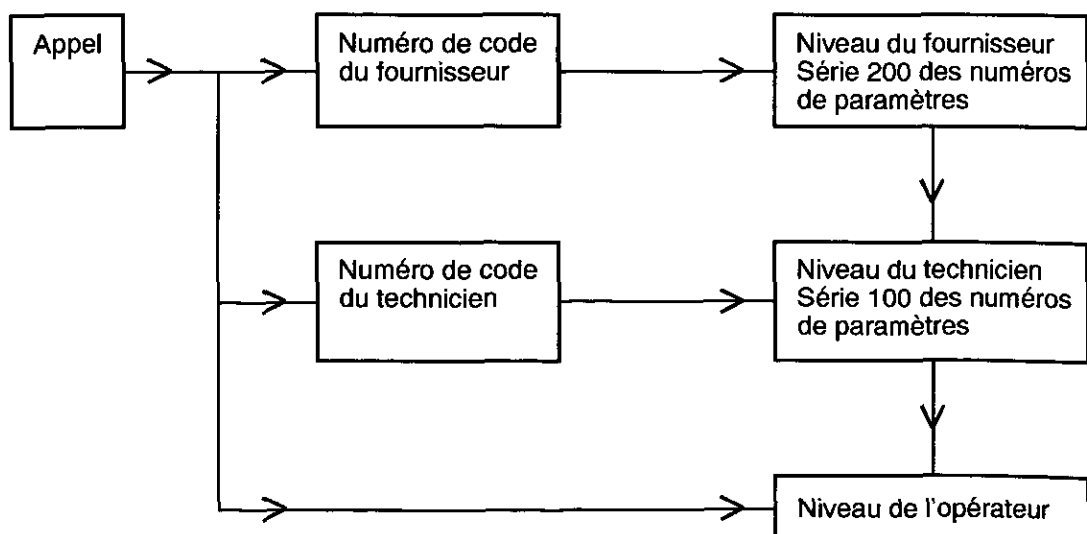 Appel
Numéro de code
du fournisseur
Niveau du fournisseur
Série 200 des numéros
de paramètres
Numéro de code
du technicien
Niveau du technicien
Série 100 des numéros
de paramètres
Niveau de l'opérateur